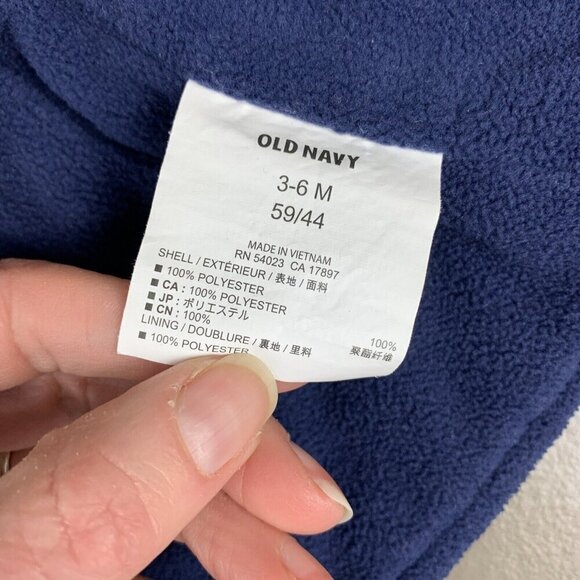 OLD NAVY
3-6 M
59/44
MADE IN VIETNAM
RN 54023 CA 17897
SHELL / EXTÉRIEUR / 表地 / 面料
■ 100% POLYESTER
■ CA : 100% POLYESTER
■ JP : ポリエステル
■ CN : 100%
100%
LINING / DOUBLURE / 裏地 / 里料
聚酯纤维
■ 100% POLYESTER